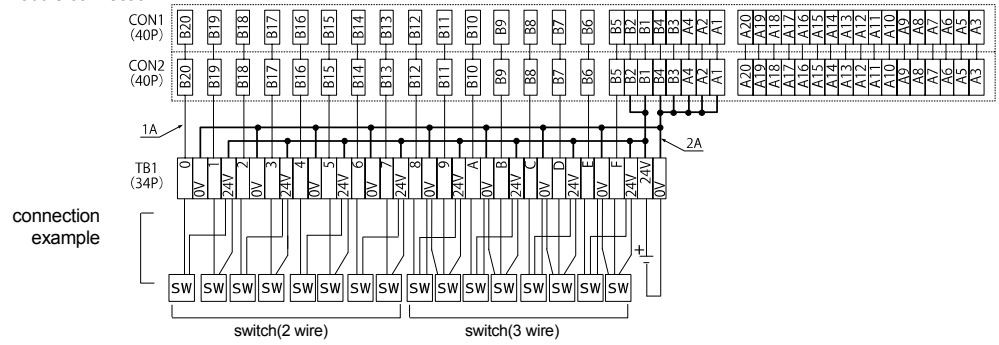 CON1
(40P)
B20 B19 B18 B17 B16 B15 B14 B13 B12 B11 B10 B9 B8 B7 B6 B5 B2 B1 B4 B3 A4 A2 A1 A20 A19 A18 A17 A16 A15 A14 A13 A12 A11 A10 A9 A8 A7 A6 A5 A3
CON2
(40P)
B20 B19 B18 B17 B16 B15 B14 B13 B12 B11 B10 B9 B8 B7 B6 B5 B2 B1 B4 B3 A4 A2 A1 A20 A19 A18 A17 A16 A15 A14 A13 A12 A11 A10 A9 A8 A7 A6 A5 A3
1A
2A
TB1
(34P)
0 0V 1 24V 2 0V 3 24V 4 0V 5 24V 6 0V 7 24V 8 0V 9 24V A 0V B 24V C 0V D 24V E 0V F 24V 24V 0V
connection
example
+
SW SW SW SW SW SW SW SW SW SW SW SW SW SW SW SW
switch(2 wire) switch(3 wire)